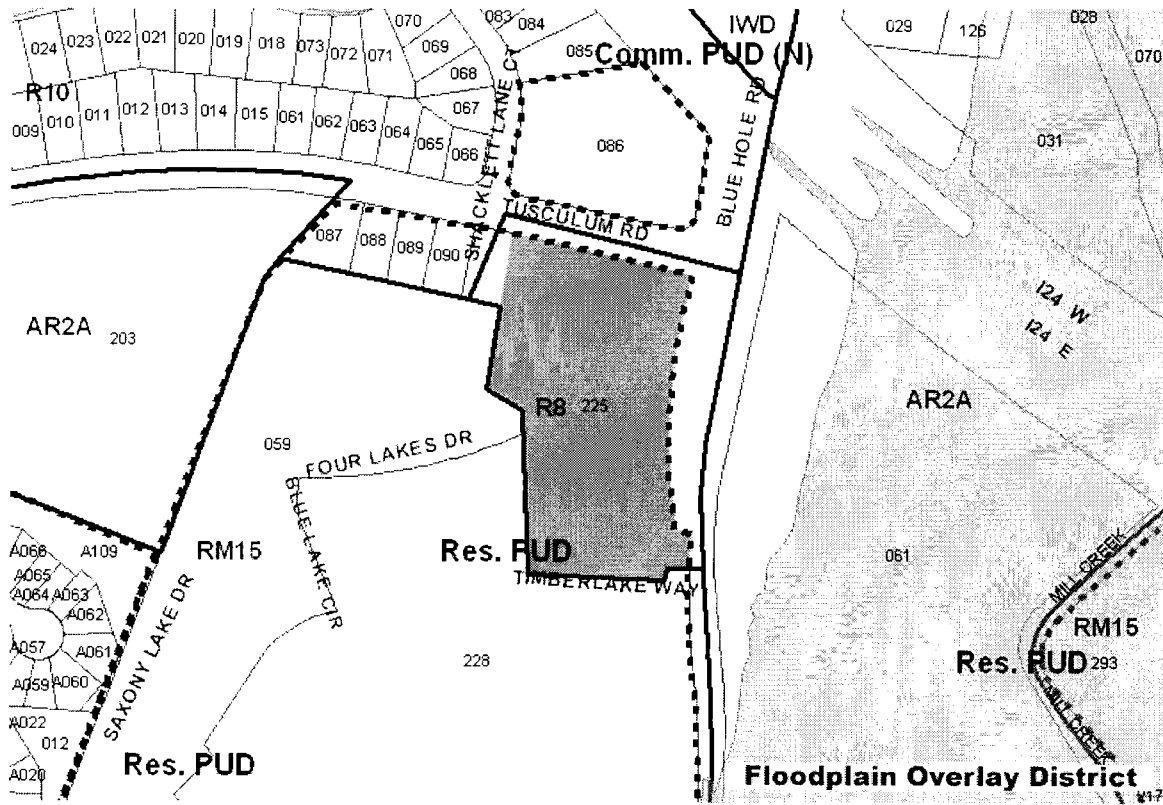 083
084
070
IWD
029
126
028
024
023
022
021
020
019
018
073
072
071
069
085
Comm. PUD (N)
070
068
R10
067
009
010
011
012
013
014
015
061
062
063
064
065
066
SHACKLETT LANE CT
086
BLUE HOLE RD
031
TUSCULUM RD
087
088
089
090
I24 W
I24 E
AR2A
203
R8
225
AR2A
059
FOUR LAKES DR
BLUE LAKE CIR
A066
A109
RM15
Res. PUD
061
A065
A064
A063
A062
TIMBERLAKE WAY
MILL CREEK
RM15
A057
A061
228
Res. PUD
293
A059
A060
SAXONY LAKE DR
MILL CREEK
A022
012
A020
Res. PUD
Floodplain Overlay District